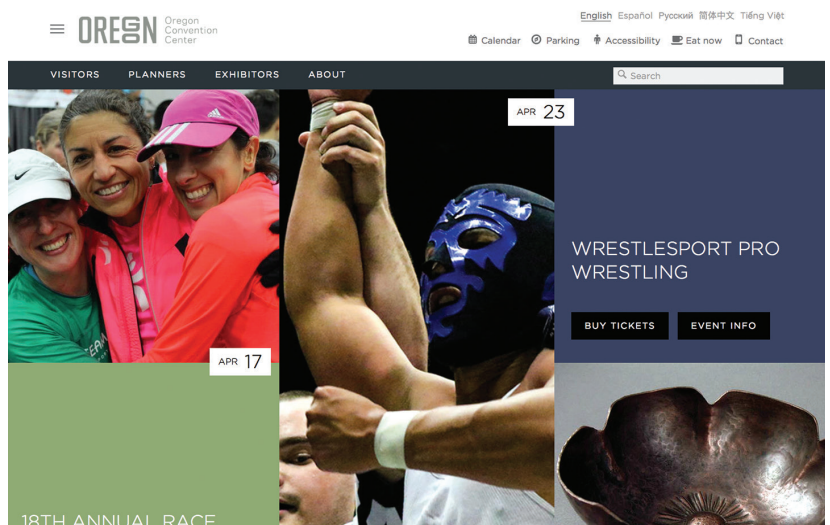 English Español Русский 简体中文 Tiếng Việt
OREGON
Oregon
Convention
Center
Calendar Parking Accessibility Eat now Contact
VISITORS PLANNERS EXHIBITORS ABOUT
Search
APR 23
WRESTLESPORT PRO
WRESTLING
BUY TICKETS EVENT INFO
APR 17
18TH ANNUAL RACE
adidas
TEAM